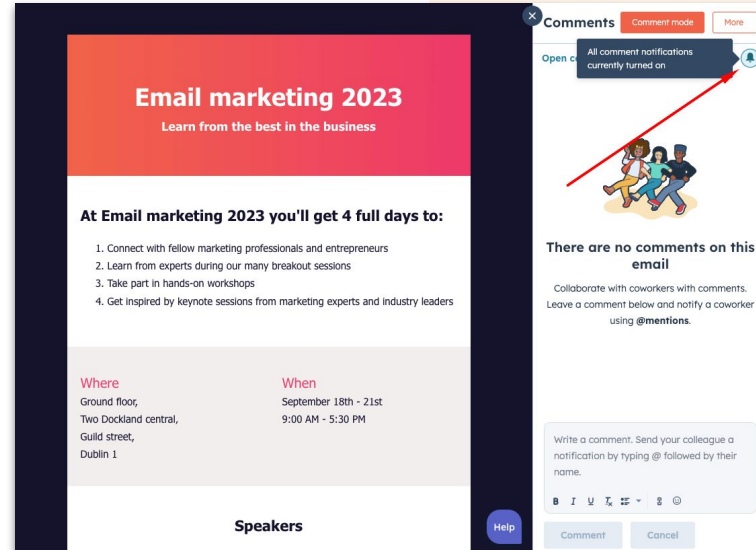 Email marketing 2023
Learn from the best in the business
At Email marketing 2023 you'll get 4 full days to:
1. Connect with fellow marketing professionals and entrepreneurs
2. Learn from experts during our many breakout sessions
3. Take part in hands-on workshops
4. Get inspired by keynote sessions from marketing experts and industry leaders
Where
Ground floor,
Two Dockland central,
Guild street,
Dublin 1
When
September 18th - 21st
9:00 AM - 5:30 PM
Speakers
Help
Comments
Comment mode
More
Open
All comment notifications
currently turned on
There are no comments on this
email
Collaborate with coworkers with comments.
Leave a comment below and notify a coworker
using @mentions.
Write a comment. Send your colleague a
notification by typing @ followed by their
name.
B I U Tx
Comment
Cancel